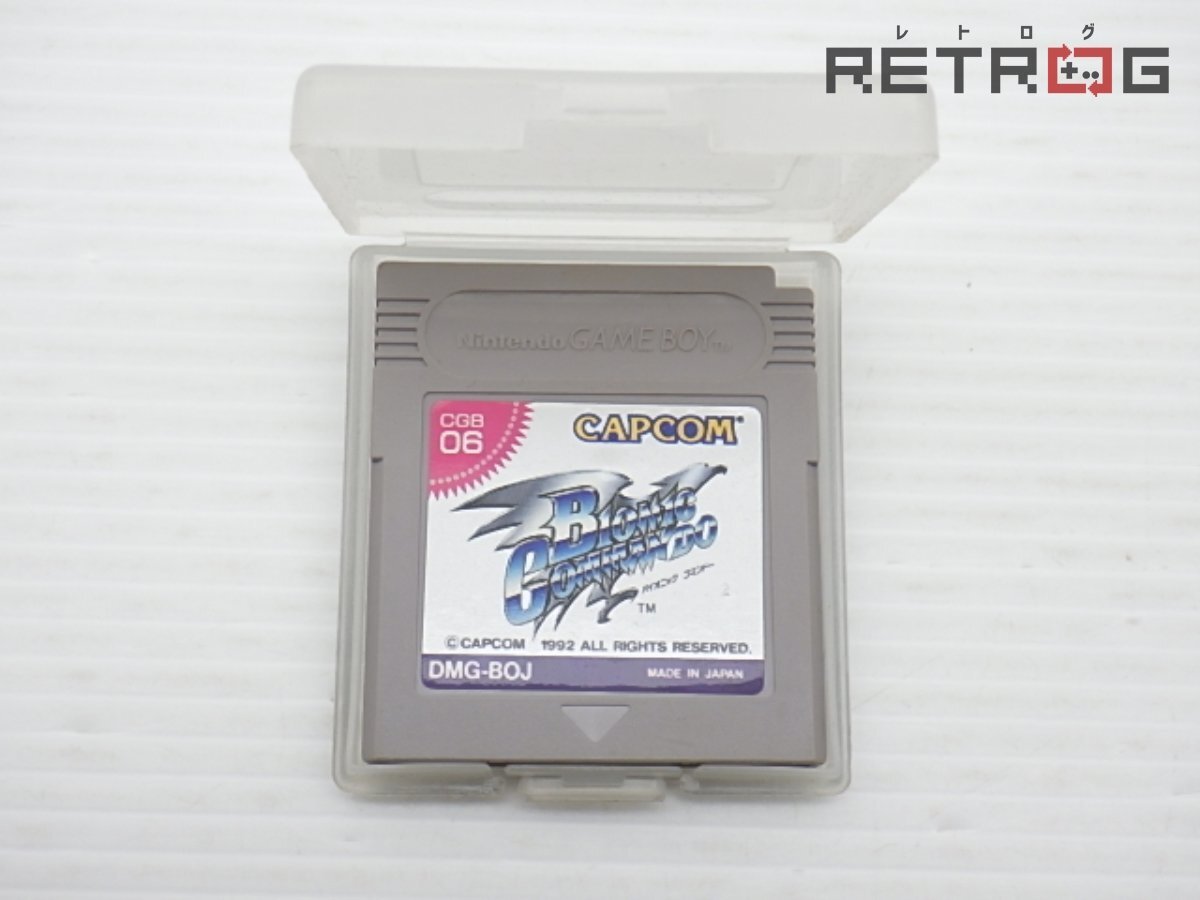 レトログ
RETROG
Nintendo GAME BOY™
CGB
06
CAPCOM®
BIONIC
COMMANDO
バイオニック コマンドー
TM
©CAPCOM 1992 ALL RIGHTS RESERVED.
DMG-BOJ
MADE IN JAPAN